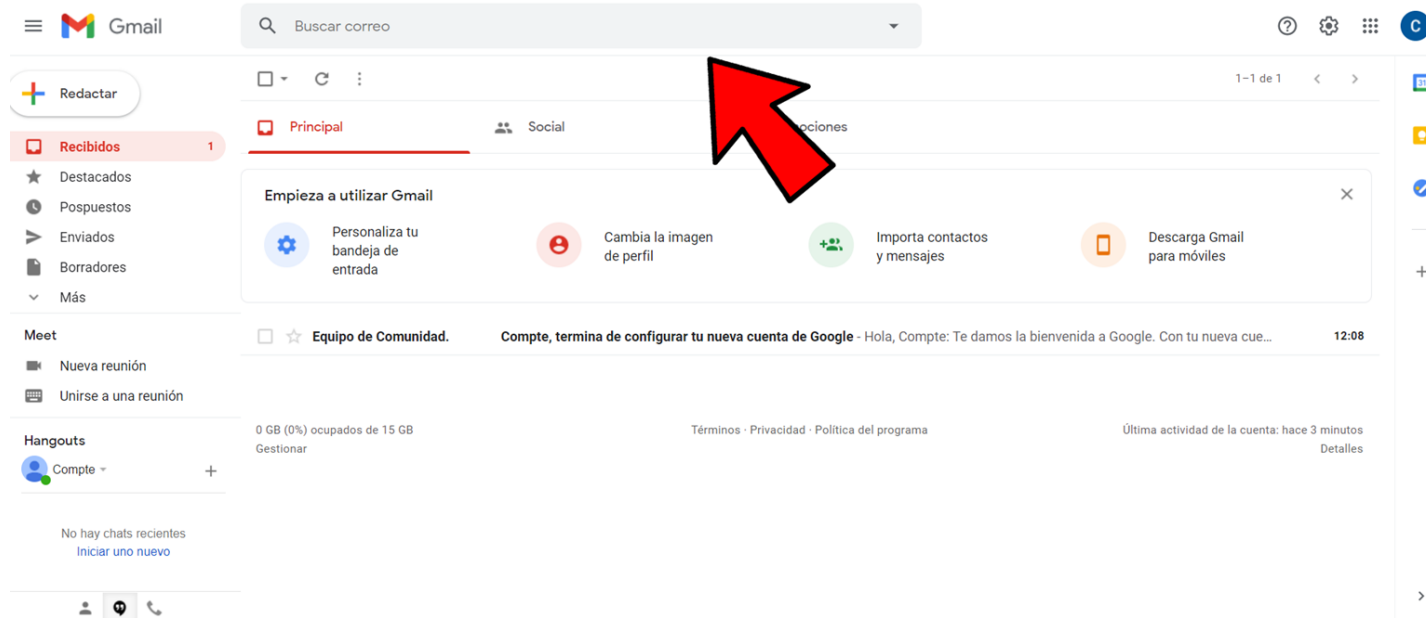 Gmail
Buscar correo
C
Redactar
1–1 de 1
Principal
Social
ociones
Recibidos 1
Destacados
Pospuestos
Enviados
Borradores
Más
Empieza a utilizar Gmail
Personaliza tu
bandeja de
entrada
Cambia la imagen
de perfil
Importa contactos
y mensajes
Descarga Gmail
para móviles
Equipo de Comunidad. Compte, termina de configurar tu nueva cuenta de Google - Hola, Compte: Te damos la bienvenida a Google. Con tu nueva cue... 12:08
Meet
Nueva reunión
Unirse a una reunión
Hangouts
Compte
No hay chats recientes
Iniciar uno nuevo
0 GB (0%) ocupados de 15 GB
Gestionar
Términos · Privacidad · Política del programa
Última actividad de la cuenta: hace 3 minutos
Detalles
31